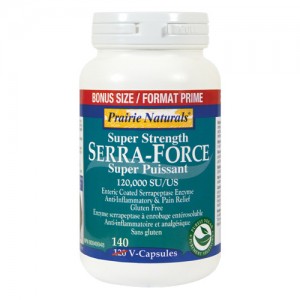 BONUS SIZE / FORMAT PRIME
Prairie Naturals®
Super Strength
SERRA-FORCE
Super Puissant
120,000 SU/US
Enteric Coated Serrapeptase Enzyme
Anti-Inflammatory & Pain Relief
Gluten Free
Enzyme serrapeptase à enrobage entérosoluble
Anti-inflammatoire et analgésique
Sans gluten
140
120 V-Capsules